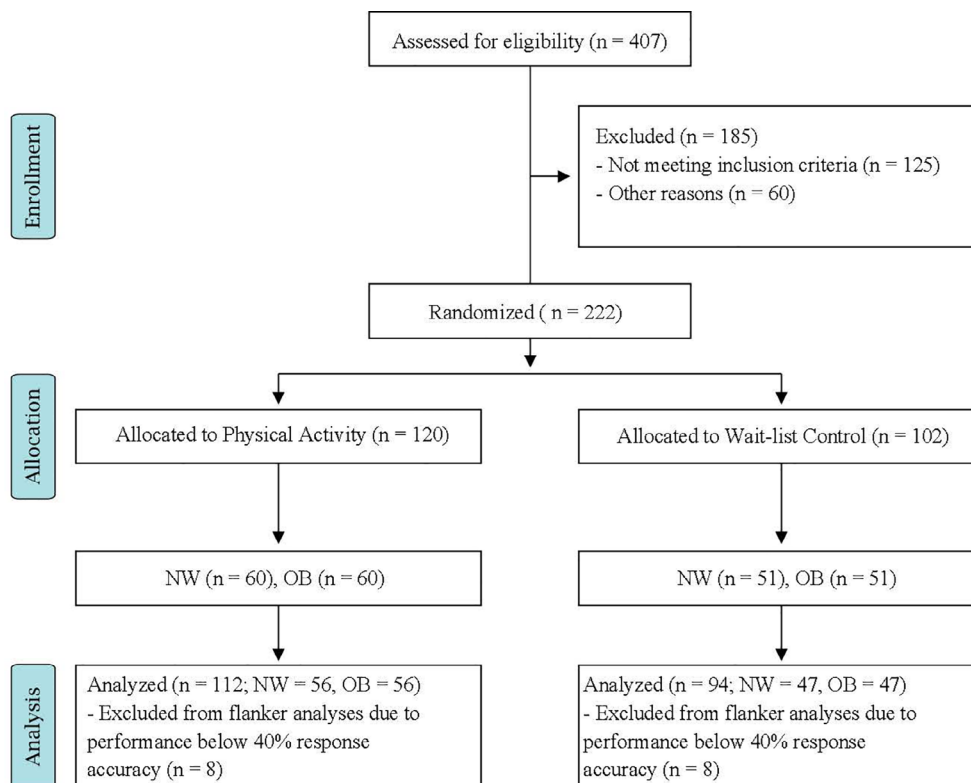 Assessed for eligibility (n = 407)
Enrollment
Excluded (n = 185)
- Not meeting inclusion criteria (n = 125)
- Other reasons (n = 60)
Randomized ( n = 222)
Allocation
Allocated to Physical Activity (n = 120)
Allocated to Wait-list Control (n = 102)
NW (n = 60), OB (n = 60)
NW (n = 51), OB (n = 51)
Analysis
Analyzed (n = 112; NW = 56, OB = 56)
- Excluded from flanker analyses due to
performance below 40% response
accuracy (n = 8)
Analyzed (n = 94; NW = 47, OB = 47)
- Excluded from flanker analyses due to
performance below 40% response
accuracy (n = 8)